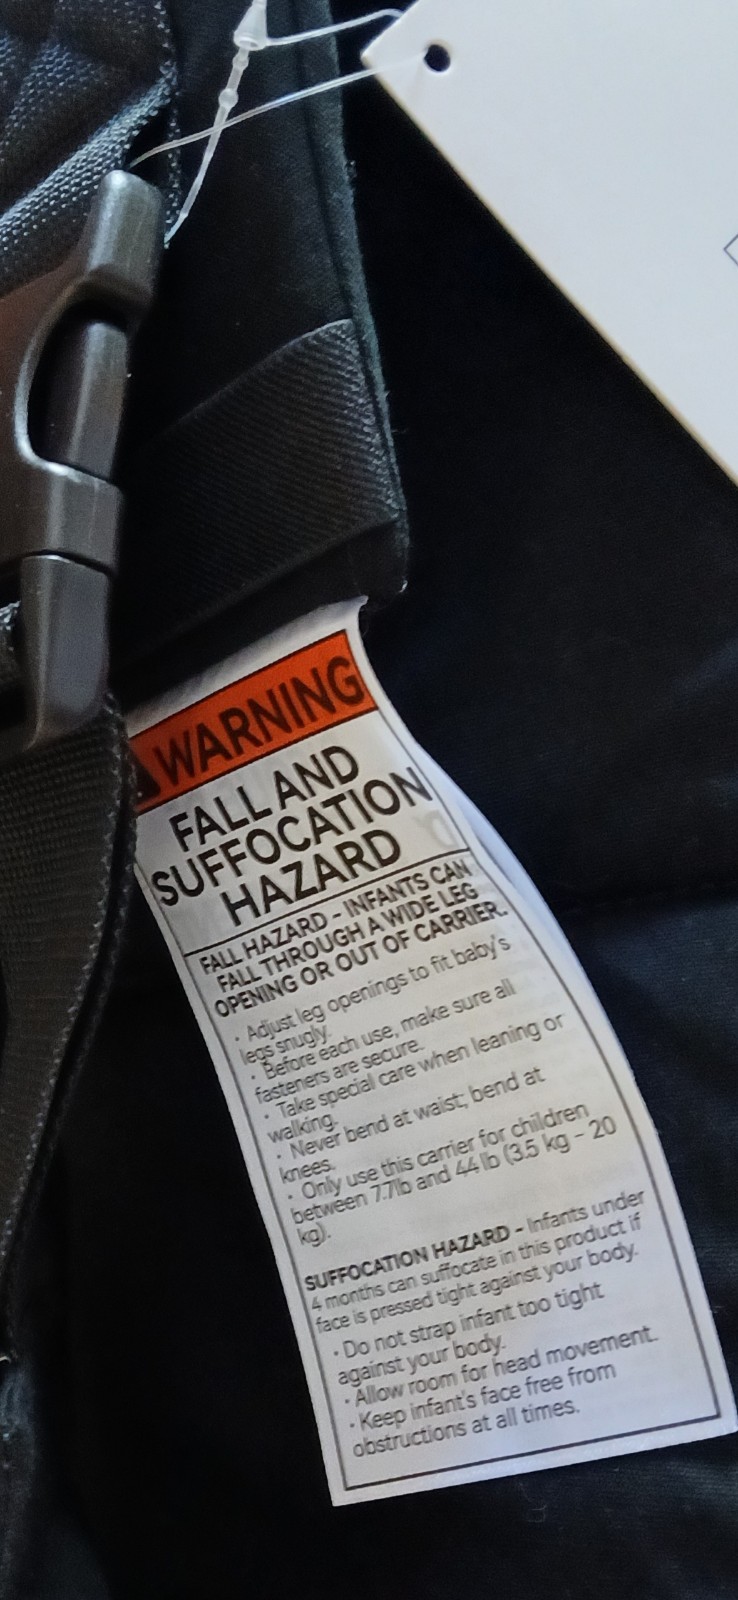 WARNING
FALL AND
SUFFOCATION
HAZARD
FALL HAZARD - INFANTS CAN
FALL THROUGH A WIDE LEG
OPENING OR OUT OF CARRIER.
· Adjust leg openings to fit baby's
legs snugly.
· Before each use, make sure all
fasteners are secure.
· Take special care when leaning or
walking.
· Never bend at waist; bend at
knees.
· Only use this carrier for children
between 7.7lb and 44 lb (3.5 kg - 20
kg).
SUFFOCATION HAZARD - Infants under
4 months can suffocate in this product if
face is pressed tight against your body.
· Do not strap infant too tight
against your body.
· Allow room for head movement.
· Keep infant's face free from
obstructions at all times.